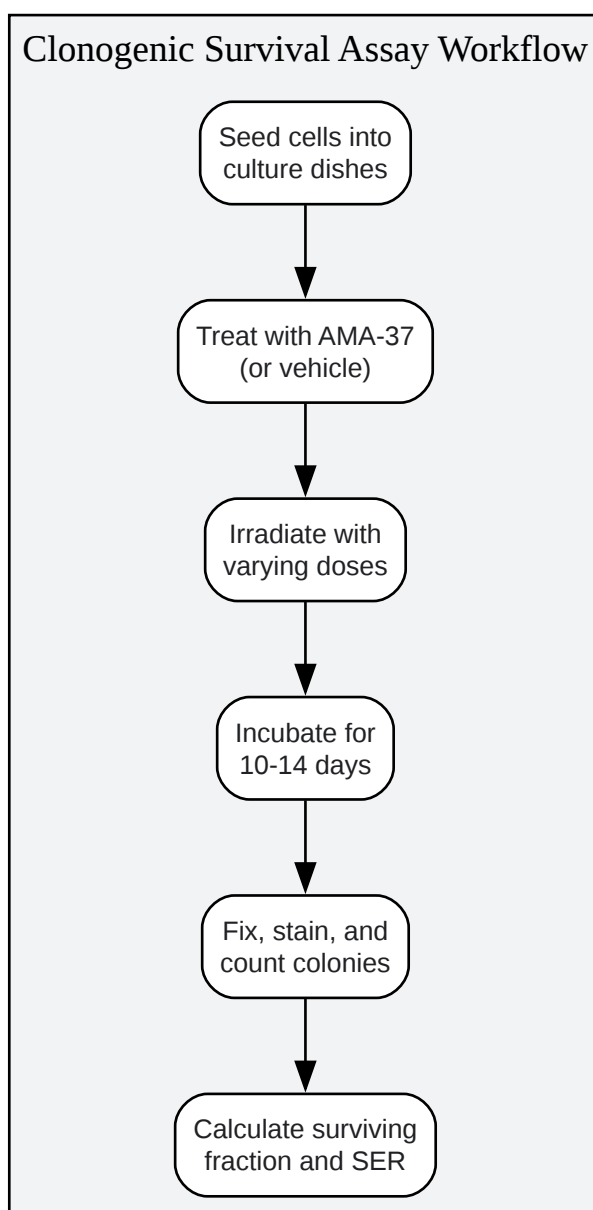 Clonogenic Survival Assay Workflow
Seed cells into
culture dishes
Treat with AMA-37
(or vehicle)
Irradiate with
varying doses
Incubate for
10-14 days
Fix, stain, and
count colonies
Calculate surviving
fraction and SER